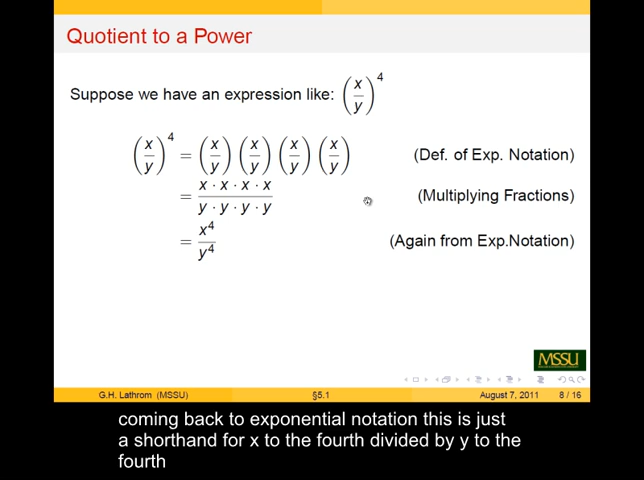 Quotient to a Power
Suppose we have an expression like: (x/y)^4
(x/y)^4 = (x/y) (x/y) (x/y) (x/y) (Def. of Exp. Notation)
= x · x · x · x / y · y · y · y (Multiplying Fractions)
= x^4/y^4 (Again from Exp.Notation)
MSSU
G.H. Lathrom (MSSU) §5.1 August 7, 2011 8 / 16
coming back to exponential notation this is just
a shorthand for x to the fourth divided by y to the
fourth